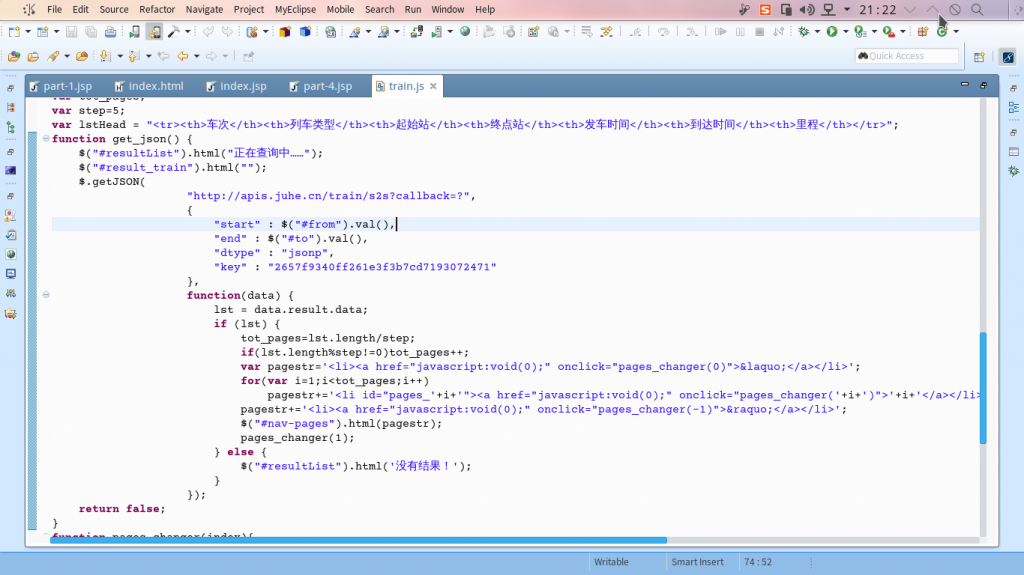 File Edit Source Refactor Navigate Project MyEclipse Mobile Search Run Window Help
21:22
Quick Access
part-1.jsp index.html index.jsp part-4.jsp train.js
var tot_pages;
var step=5;
var lstHead = "<tr><th>车次</th><th>列车类型</th><th>起始站</th><th>终点站</th><th>发车时间</th><th>到达时间</th><th>里程</th></tr>";
function get_json() {
$("#resultList").html("正在查询中……");
$("#result_train").html("");
$.getJSON(
"http://apis.juhe.cn/train/s2s?callback=?",
{
"start" : $("#from").val(),
"end" : $("#to").val(),
"dtype" : "jsonp",
"key" : "2657f9340ff261e3f3b7cd7193072471"
},
function(data) {
lst = data.result.data;
if (lst) {
tot_pages=lst.length/step;
if(lst.length%step!=0)tot_pages++;
var pagestr='<li><a href="javascript:void(0);" onclick="pages_changer(0)">&laquo;</a></li>';
for(var i=1;i<tot_pages;i++)
pagestr+='<li id="pages_'+i+'"><a href="javascript:void(0);" onclick="pages_changer('+i+')">'+i+'</a></li>
pagestr+='<li><a href="javascript:void(0);" onclick="pages_changer(-1)">&raquo;</a></li>';
$("#nav-pages").html(pagestr);
pages_changer(1);
} else {
$("#resultList").html('没有结果！');
}
});
return false;
}
function pages_changer(index){
Writable Smart Insert 74 : 52